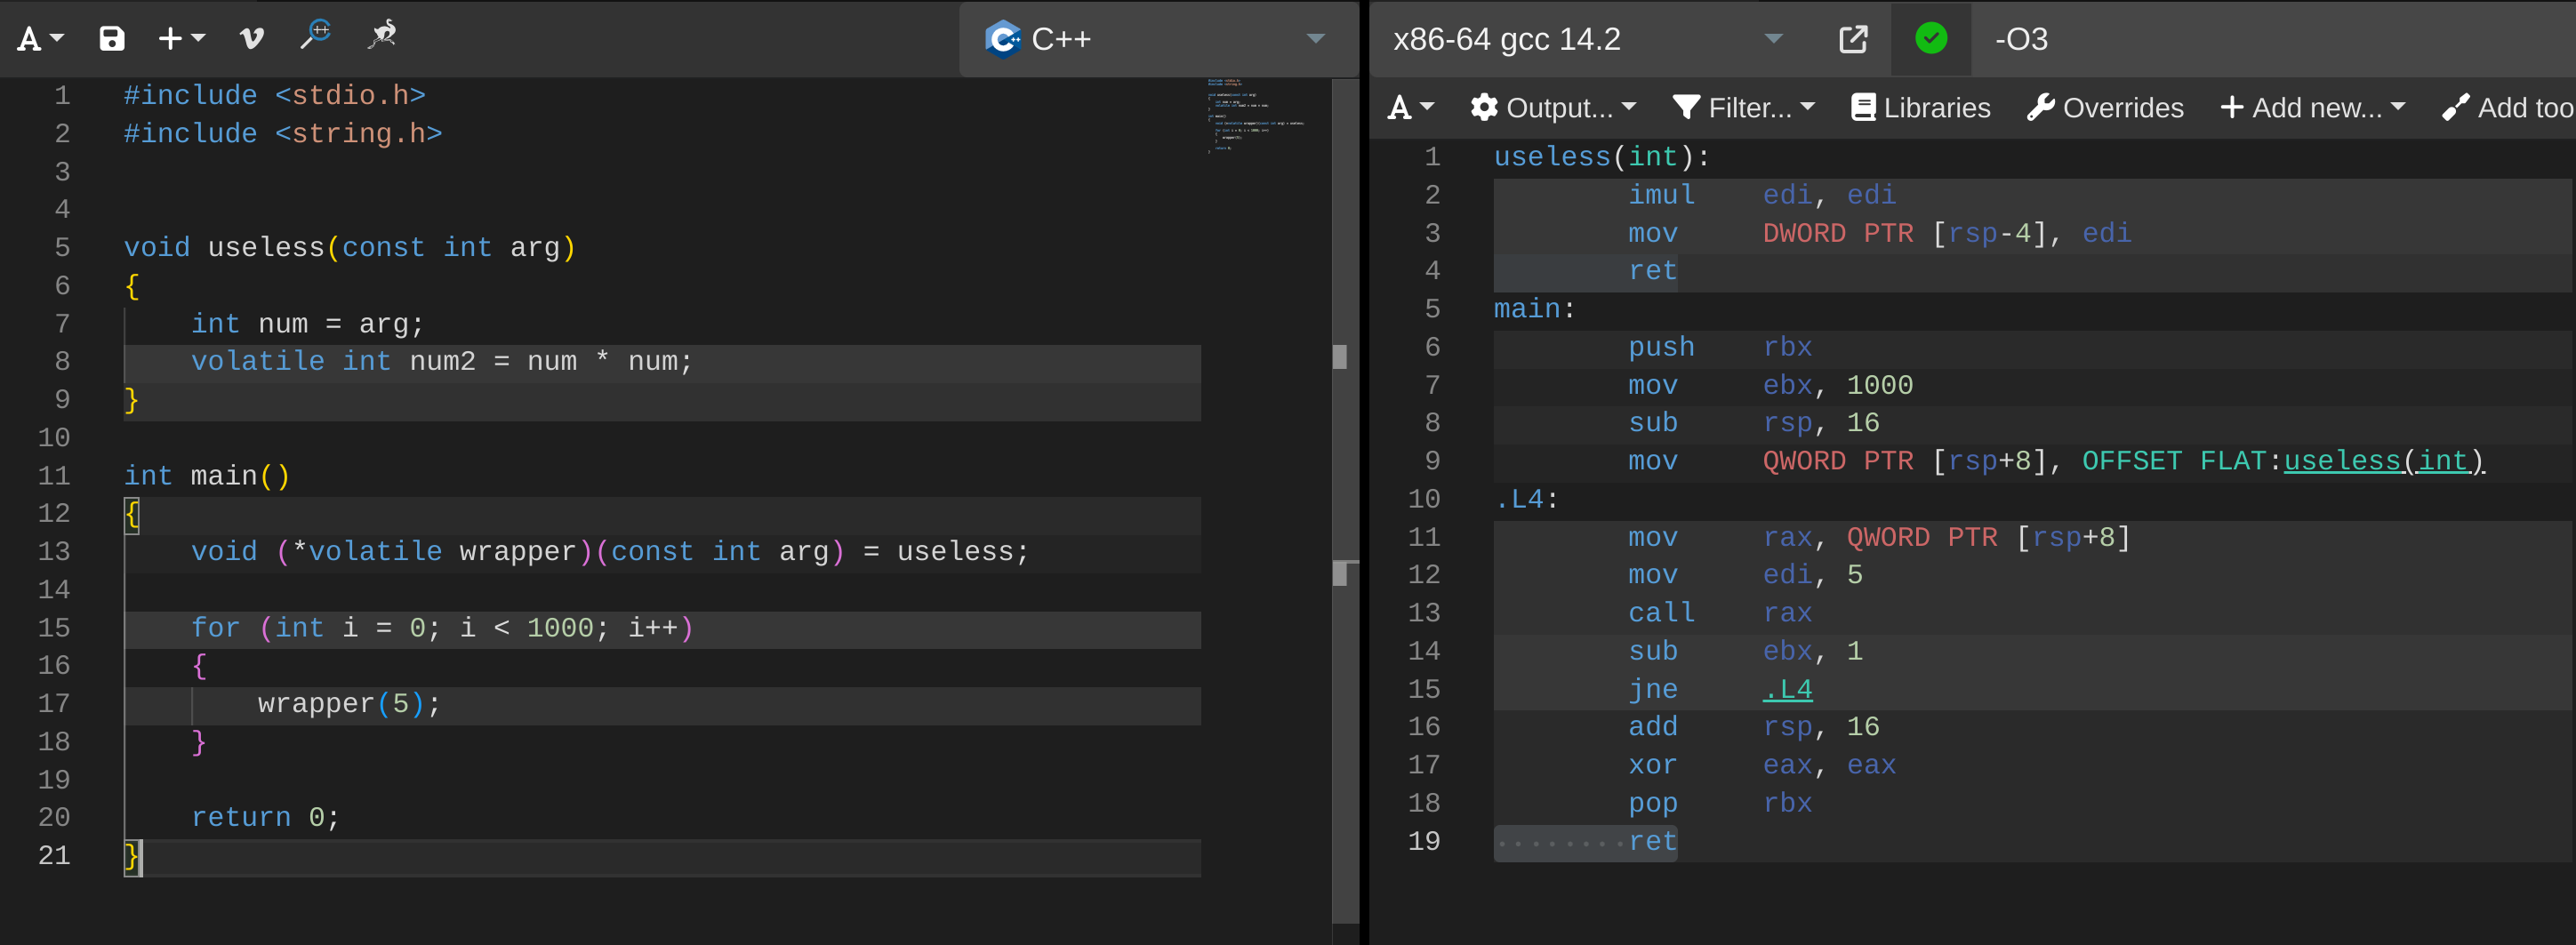 C++
1 #include <stdio.h>
2 #include <string.h>
3
4
5 void useless(const int arg)
6 {
7     int num = arg;
8     volatile int num2 = num * num;
9 }
10
11 int main()
12 {
13     void (*volatile wrapper)(const int arg) = useless;
14
15     for (int i = 0; i < 1000; i++)
16     {
17         wrapper(5);
18     }
19
20     return 0;
21 }
x86-64 gcc 14.2 -O3
A Output... Filter... Libraries Overrides Add new... Add too
1 useless(int):
2         imul    edi, edi
3         mov     DWORD PTR [rsp-4], edi
4         ret
5 main:
6         push    rbx
7         mov     ebx, 1000
8         sub     rsp, 16
9         mov     QWORD PTR [rsp+8], OFFSET FLAT:useless(int)
10 .L4:
11         mov     rax, QWORD PTR [rsp+8]
12         mov     edi, 5
13         call    rax
14         sub     ebx, 1
15         jne     .L4
16         add     rsp, 16
17         xor     eax, eax
18         pop     rbx
19         ret